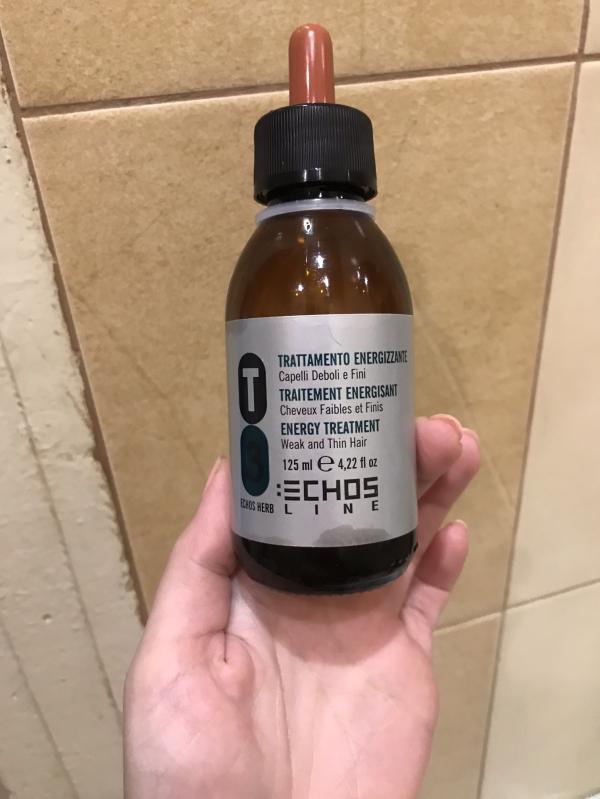 T
3
ECHOS HERB
TRATTAMENTO ENERGIZZANTE
Capelli Deboli e Fini
TRAITEMENT ENERGISANT
Cheveux Faibles et Finis
ENERGY TREATMENT
Weak and Thin Hair
125 ml ℮ 4,22 fl oz
:ECHOS
LINE